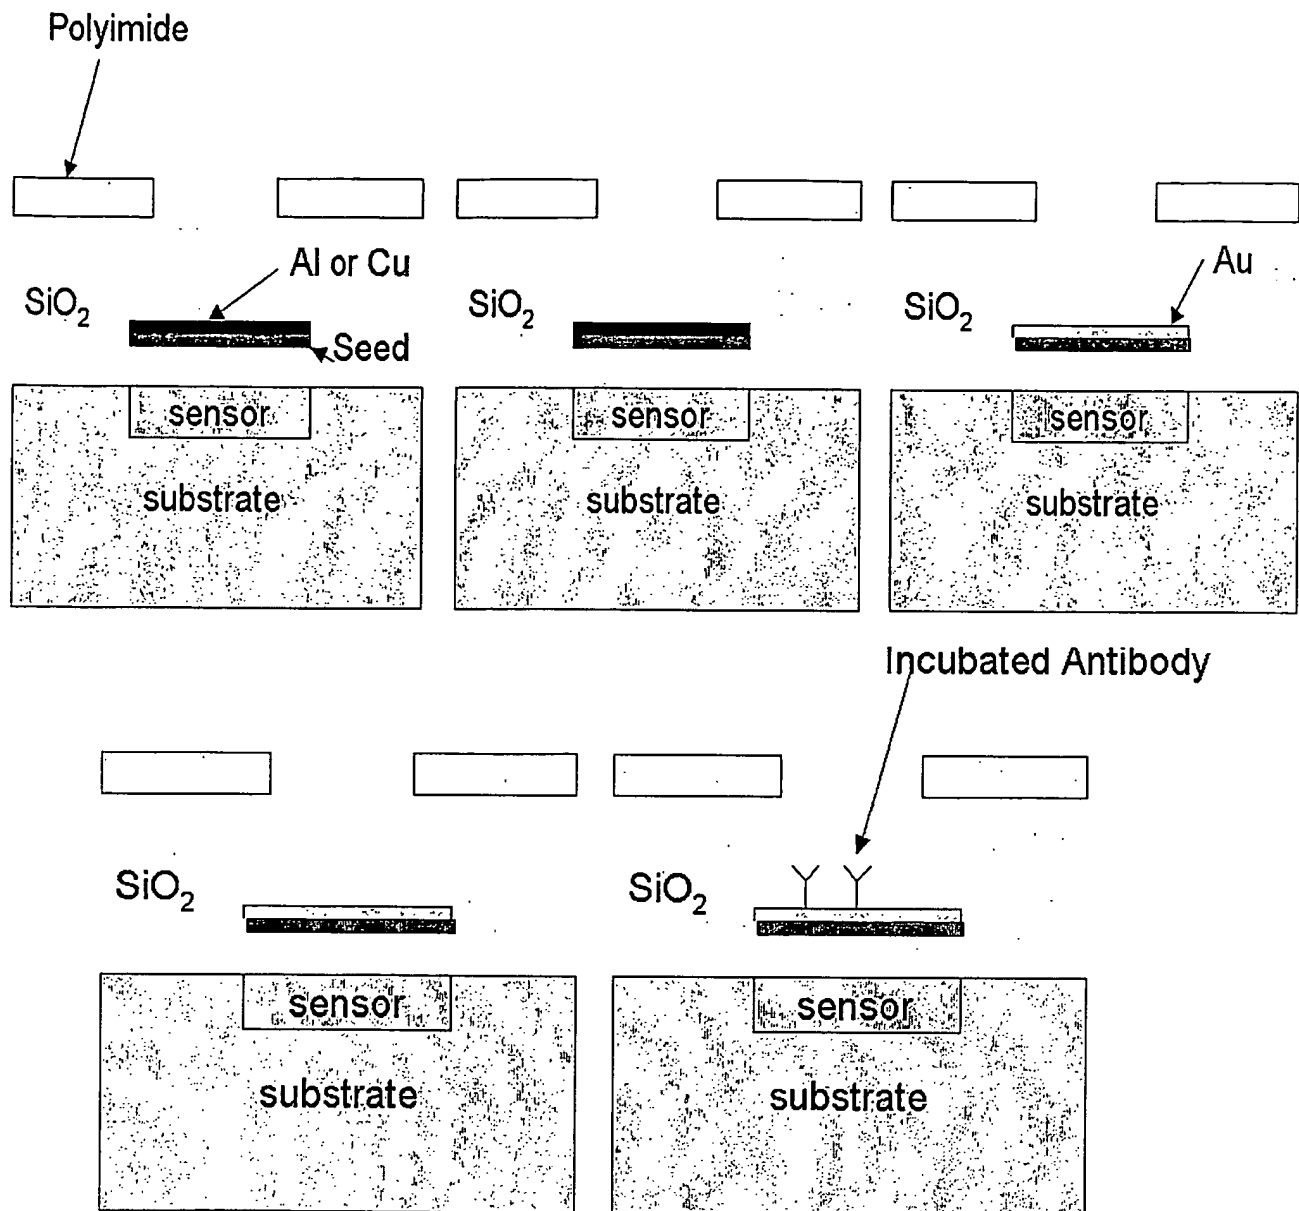 Polyimide
Al or Cu
SiO₂
Seed
sensor
substrate
SiO₂
sensor
substrate
Au
SiO₂
sensor
substrate
Incubated Antibody
SiO₂
sensor
substrate
SiO₂
sensor
substrate